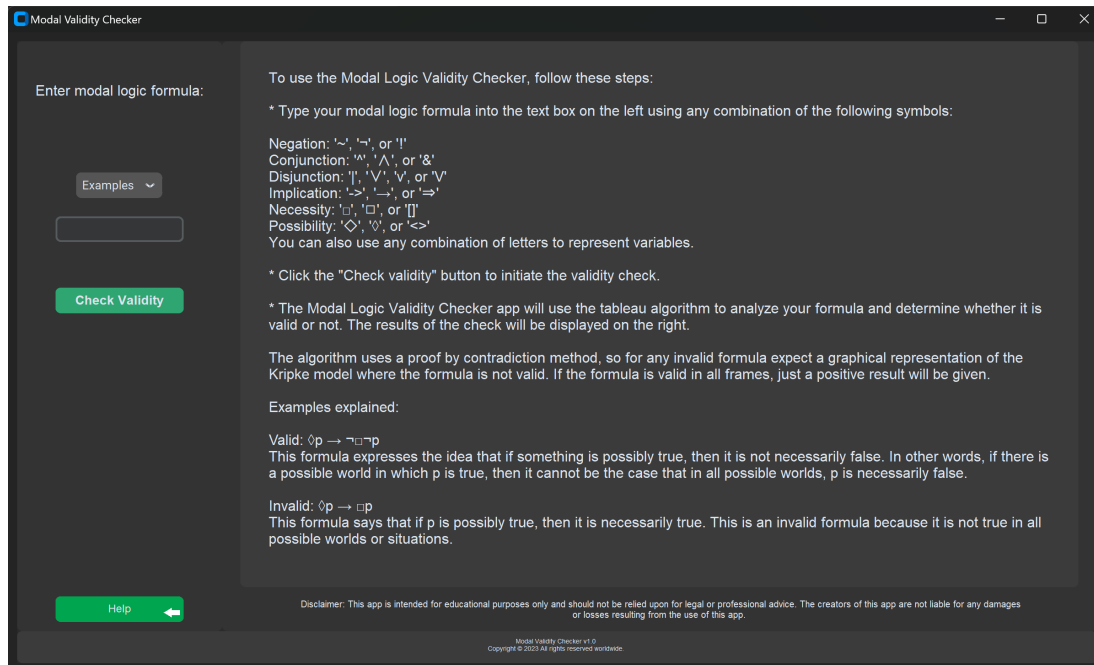 Modal Validity Checker
Enter modal logic formula:
Examples
Check Validity
Help
To use the Modal Logic Validity Checker, follow these steps:
* Type your modal logic formula into the text box on the left using any combination of the following symbols:
Negation: '~', '¬', or '!'
Conjunction: '^', '∧', or '&'
Disjunction: '|', '∨', 'v', or 'V'
Implication: '->', '→', or '⇒'
Necessity: '□', '□', or '[]'
Possibility: '◇', '◊', or '<>'
You can also use any combination of letters to represent variables.
* Click the "Check validity" button to initiate the validity check.
* The Modal Logic Validity Checker app will use the tableau algorithm to analyze your formula and determine whether it is
valid or not. The results of the check will be displayed on the right.
The algorithm uses a proof by contradiction method, so for any invalid formula expect a graphical representation of the
Kripke model where the formula is not valid. If the formula is valid in all frames, just a positive result will be given.
Examples explained:
Valid: ◊p → ¬□¬p
This formula expresses the idea that if something is possibly true, then it is not necessarily false. In other words, if there is
a possible world in which p is true, then it cannot be the case that in all possible worlds, p is necessarily false.
Invalid: ◊p → □p
This formula says that if p is possibly true, then it is necessarily true. This is an invalid formula because it is not true in all
possible worlds or situations.
Disclaimer: This app is intended for educational purposes only and should not be relied upon for legal or professional advice. The creators of this app are not liable for any damages
or losses resulting from the use of this app.
Modal Validity Checker v1.0
Copyright © 2023 All rights reserved worldwide.